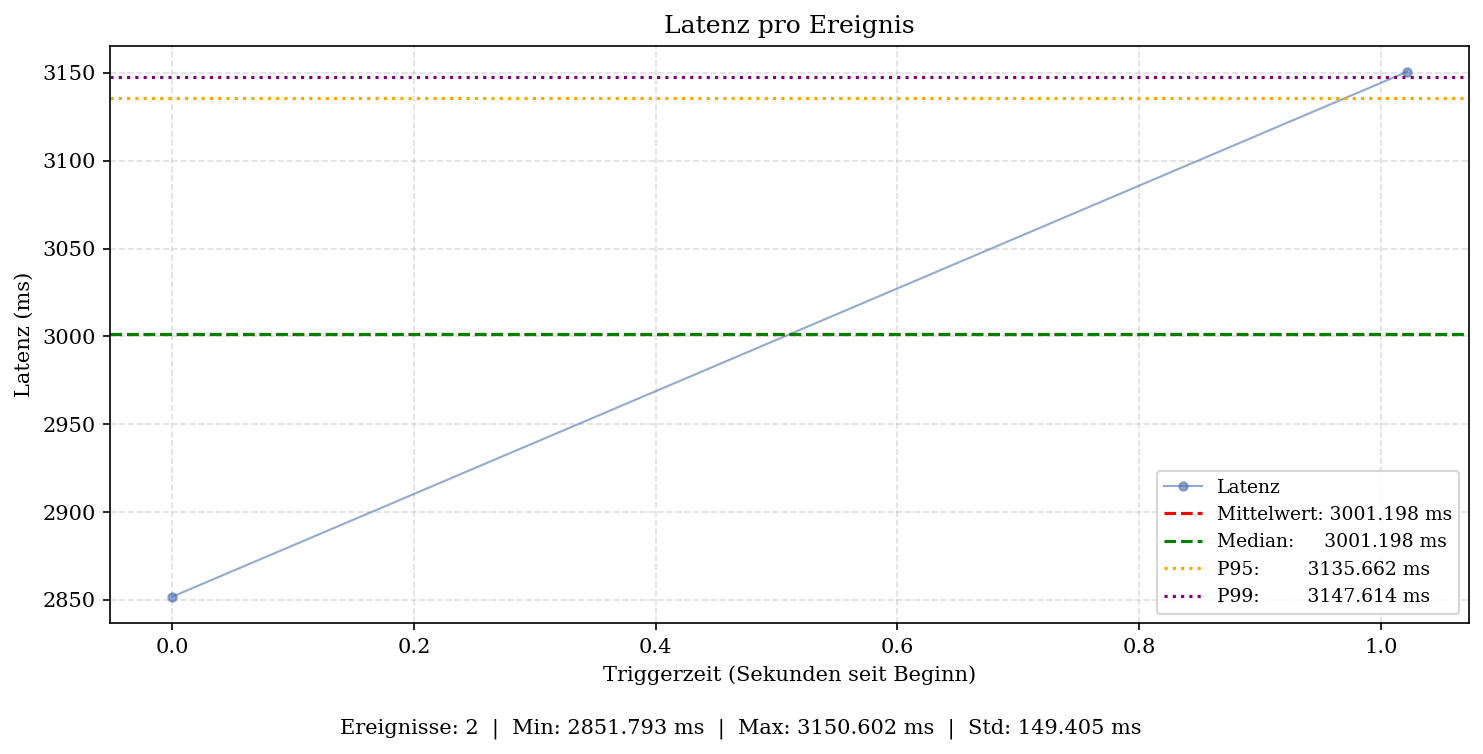 Latenz pro Ereignis
Latenz (ms)
3150
3100
3050
3000
2950
2900
2850
Latenz
Mittelwert: 3001.198 ms
Median: 3001.198 ms
P95: 3135.662 ms
P99: 3147.614 ms
0.0 0.2 0.4 0.6 0.8 1.0
Triggerzeit (Sekunden seit Beginn)
Ereignisse: 2 | Min: 2851.793 ms | Max: 3150.602 ms | Std: 149.405 ms